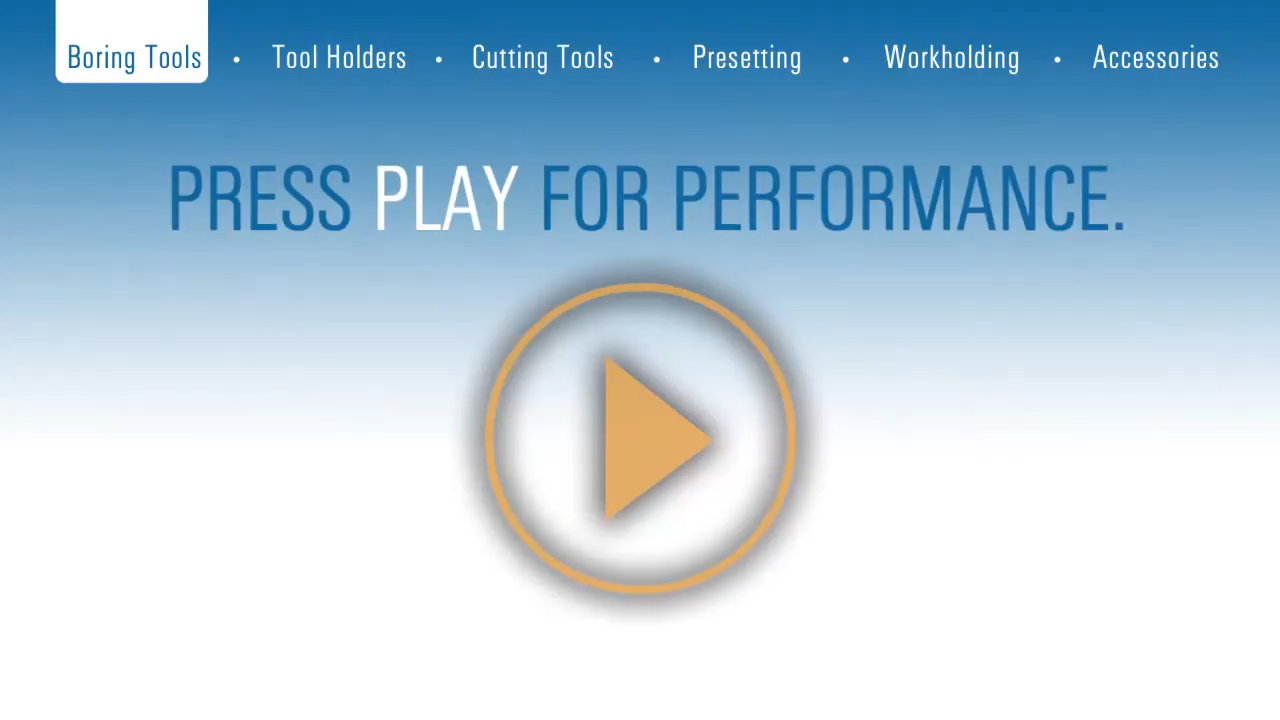 Boring Tools • Tool Holders • Cutting Tools • Presetting • Workholding • Accessories
PRESS PLAY FOR PERFORMANCE.